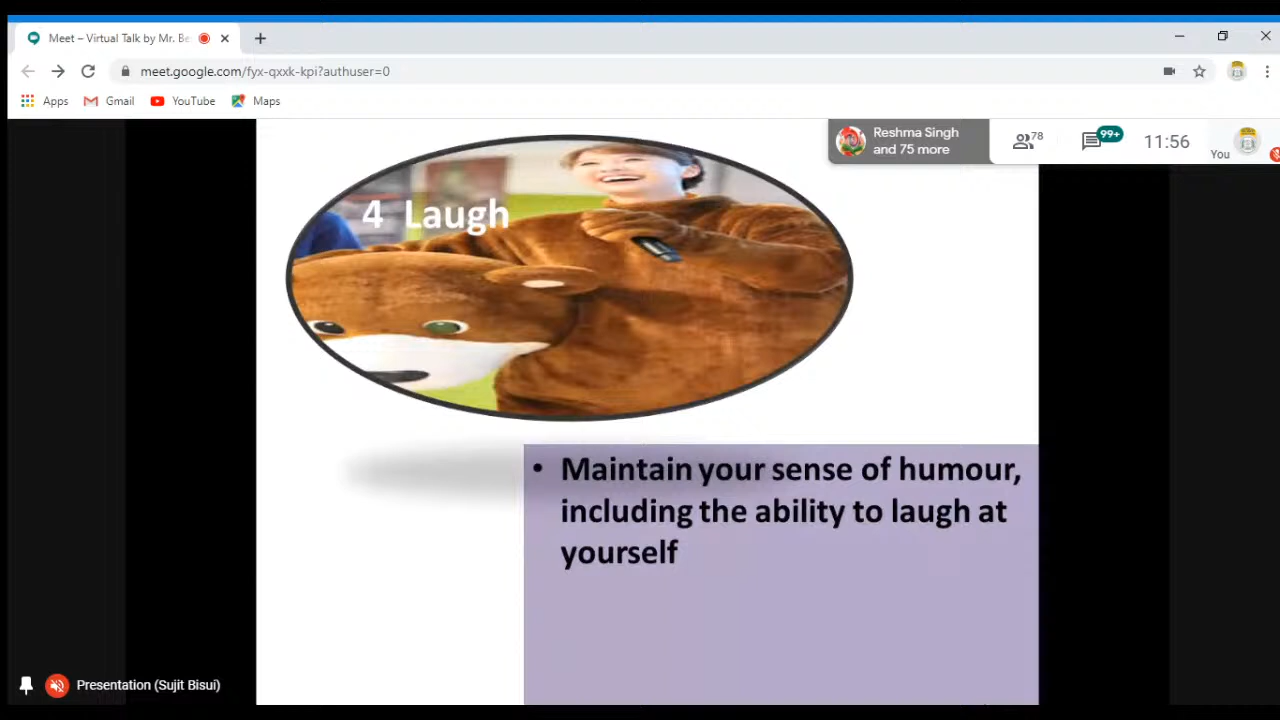 Meet – Virtual Talk by Mr. Be
meet.google.com/fyx-qxxk-kpi?authuser=0
Apps Gmail YouTube Maps
Reshma Singh
and 75 more
78
99+
11:56
You
4 Laugh
• Maintain your sense of humour,
including the ability to laugh at
yourself
Presentation (Sujit Bisui)